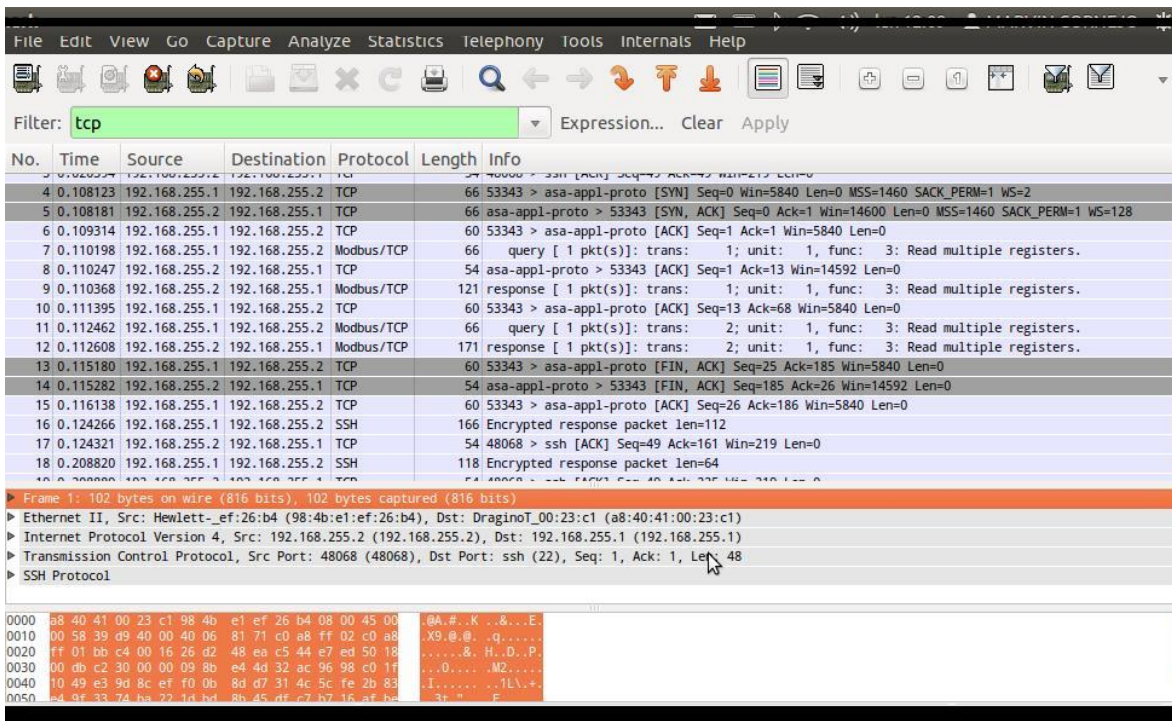 File Edit View Go Capture Analyze Statistics Telephony Tools Internals Help
Filter: tcp Expression... Clear Apply
No. Time Source Destination Protocol Length Info
4 0.108123 192.168.255.1 192.168.255.2 TCP 66 53343 > asa-appl-proto [SYN] Seq=0 Win=5840 Len=0 MSS=1460 SACK_PERM=1 WS=2
5 0.108181 192.168.255.2 192.168.255.1 TCP 66 asa-appl-proto > 53343 [SYN, ACK] Seq=0 Ack=1 Win=14600 Len=0 MSS=1460 SACK_PERM=1 WS=128
6 0.109314 192.168.255.1 192.168.255.2 TCP 60 53343 > asa-appl-proto [ACK] Seq=1 Ack=1 Win=5840 Len=0
7 0.110198 192.168.255.1 192.168.255.2 Modbus/TCP 66 query [ 1 pkt(s)]: trans: 1; unit: 1, func: 3: Read multiple registers.
8 0.110247 192.168.255.2 192.168.255.1 TCP 54 asa-appl-proto > 53343 [ACK] Seq=1 Ack=13 Win=14592 Len=0
9 0.110368 192.168.255.2 192.168.255.1 Modbus/TCP 121 response [ 1 pkt(s)]: trans: 1; unit: 1, func: 3: Read multiple registers.
10 0.111395 192.168.255.1 192.168.255.2 TCP 60 53343 > asa-appl-proto [ACK] Seq=13 Ack=68 Win=5840 Len=0
11 0.112462 192.168.255.1 192.168.255.2 Modbus/TCP 66 query [ 1 pkt(s)]: trans: 2; unit: 1, func: 3: Read multiple registers.
12 0.112608 192.168.255.2 192.168.255.1 Modbus/TCP 171 response [ 1 pkt(s)]: trans: 2; unit: 1, func: 3: Read multiple registers.
13 0.115180 192.168.255.1 192.168.255.2 TCP 60 53343 > asa-appl-proto [FIN, ACK] Seq=25 Ack=185 Win=5840 Len=0
14 0.115282 192.168.255.2 192.168.255.1 TCP 54 asa-appl-proto > 53343 [FIN, ACK] Seq=185 Ack=26 Win=14592 Len=0
15 0.116138 192.168.255.1 192.168.255.2 TCP 60 53343 > asa-appl-proto [ACK] Seq=26 Ack=186 Win=5840 Len=0
16 0.124266 192.168.255.1 192.168.255.2 SSH 166 Encrypted response packet len=112
17 0.124321 192.168.255.2 192.168.255.1 TCP 54 48068 > ssh [ACK] Seq=49 Ack=161 Win=219 Len=0
18 0.208820 192.168.255.1 192.168.255.2 SSH 118 Encrypted response packet len=64
Frame 1: 102 bytes on wire (816 bits), 102 bytes captured (816 bits)
Ethernet II, Src: Hewlett-_ef:26:b4 (98:4b:e1:ef:26:b4), Dst: DraginoT_00:23:c1 (a8:40:41:00:23:c1)
Internet Protocol Version 4, Src: 192.168.255.2 (192.168.255.2), Dst: 192.168.255.1 (192.168.255.1)
Transmission Control Protocol, Src Port: 48068 (48068), Dst Port: ssh (22), Seq: 1, Ack: 1, Len: 48
SSH Protocol
0000 a8 40 41 00 23 c1 98 4b e1 ef 26 b4 08 00 45 00 .@A.#..K ..&...E.
0010 00 58 39 d9 40 00 40 06 81 71 c0 a8 ff 02 c0 a8 .X9.@.@. .q......
0020 ff 01 bb c4 00 16 26 d2 48 ea c5 44 e7 ed 50 18 ......&. H..D..P.
0030 00 db c2 30 00 00 09 8b e4 4d 32 ac 96 98 c0 1f ...0.... .M2.....
0040 10 49 e3 9d 8c ef f0 0b 8d d7 31 4c 5c fe 2b 83 .I...... ..1L\.+.
0050 e4 9f 33 74 ba 22 1d bd 8b 45 df c7 b7 16 af be